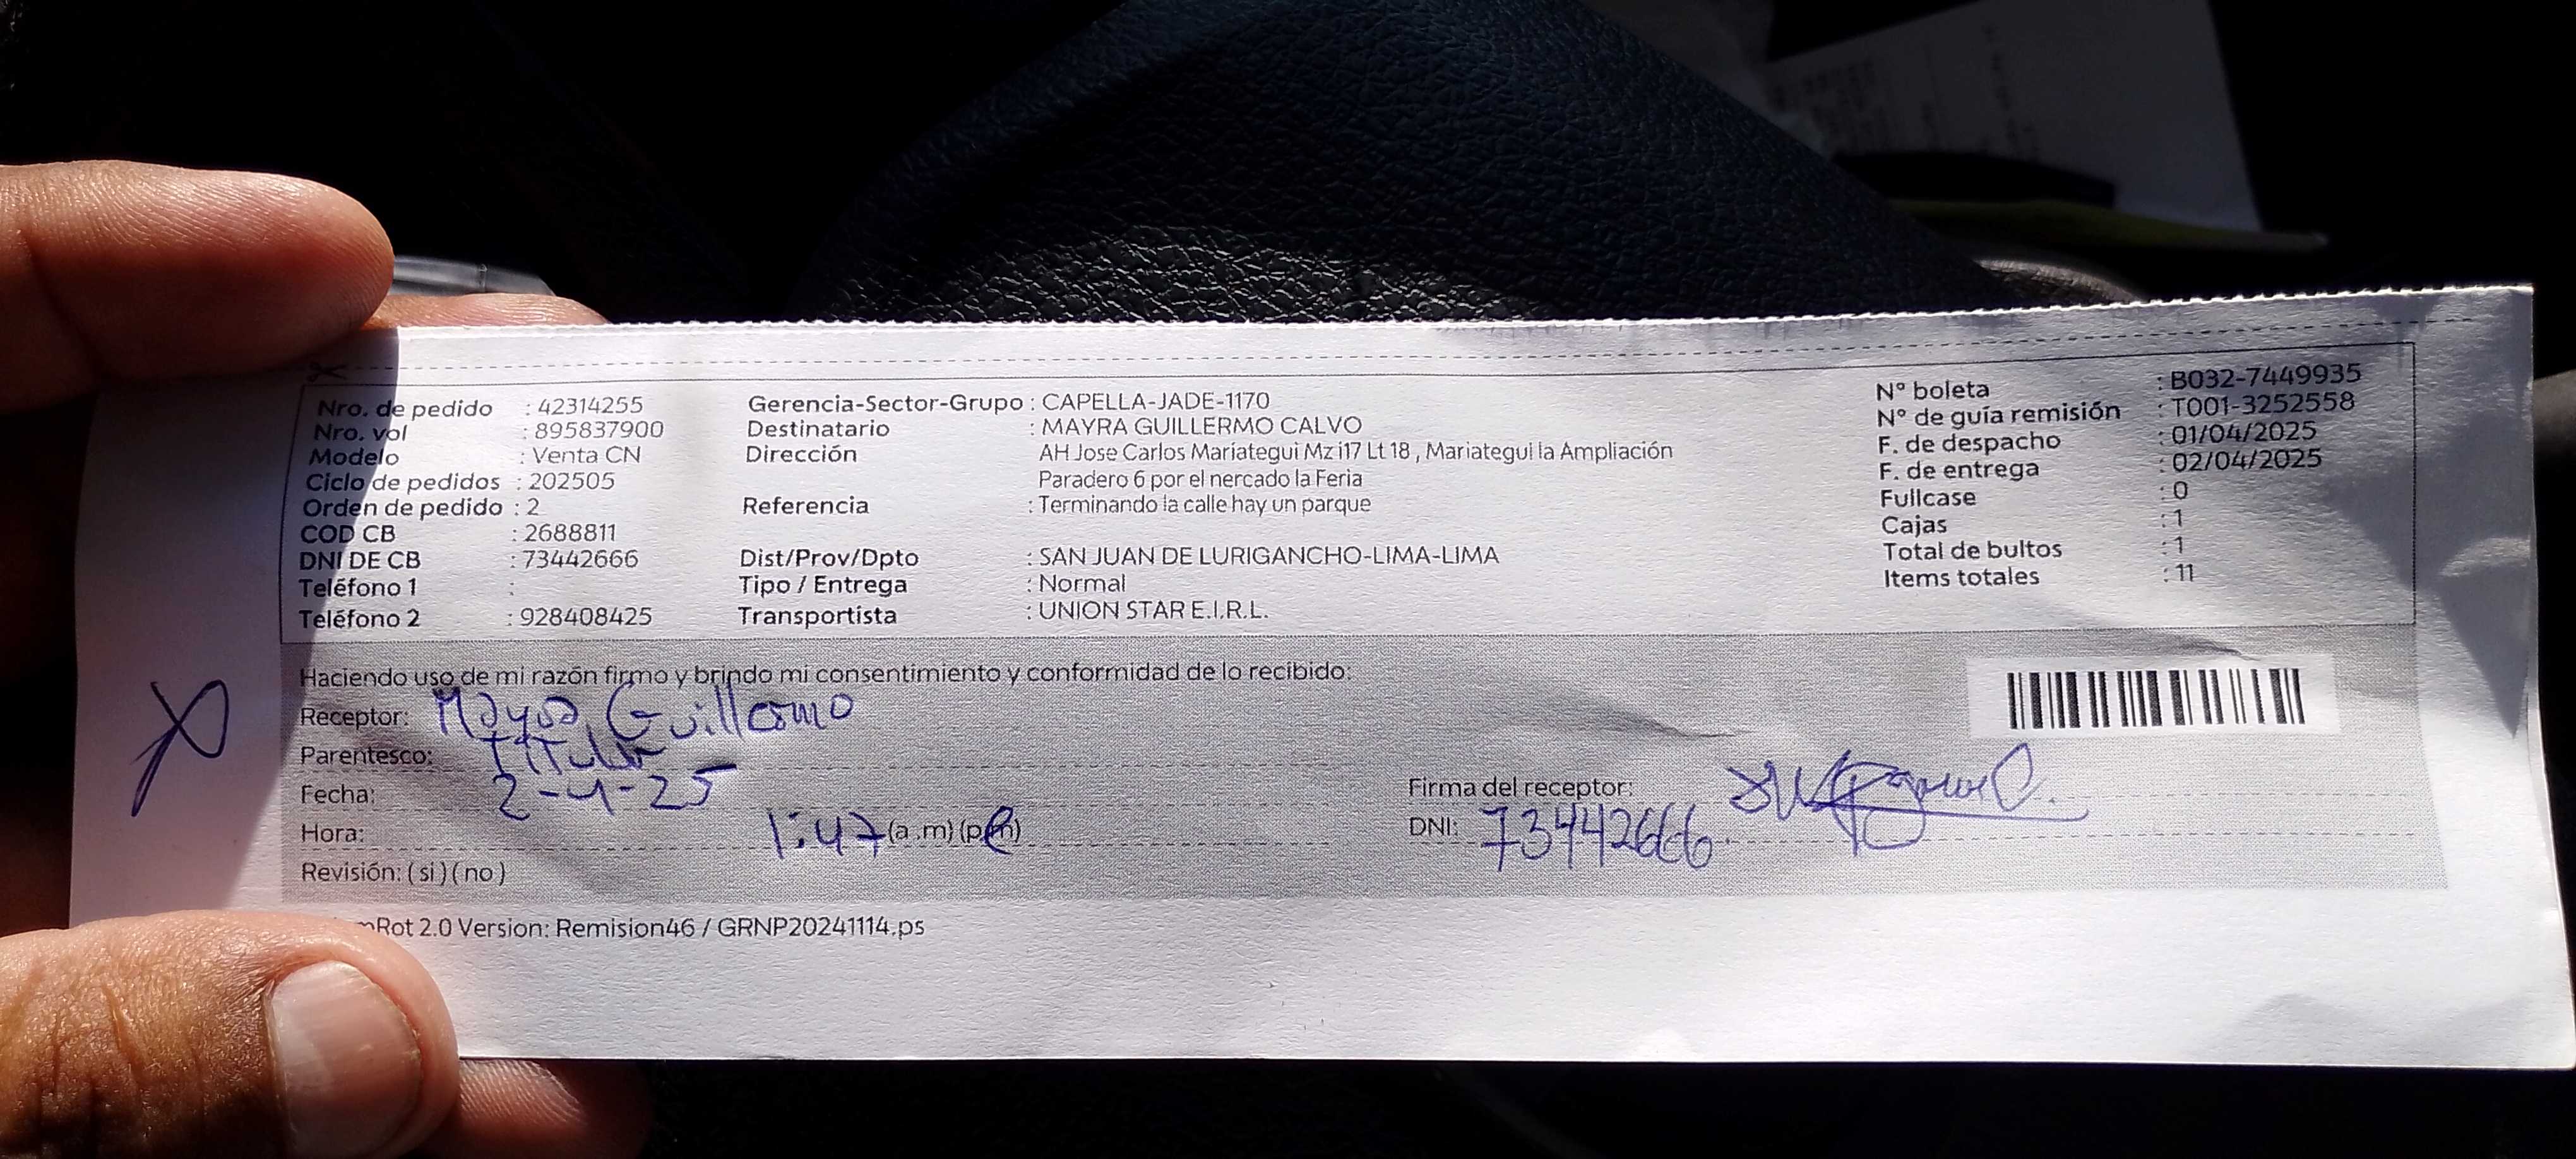 Nro. de pedido : 42314255
Nro. vol : 895837900
Modelo : Venta CN
Ciclo de pedidos : 202505
Orden de pedido : 2
COD CB : 2688811
DNI DE CB : 73442666
Teléfono 1 :
Teléfono 2 : 928408425
Gerencia-Sector-Grupo : CAPELLA-JADE-1170
Destinatario : MAYRA GUILLERMO CALVO
Dirección AH Jose Carlos Mariategui Mz i17 Lt 18 , Mariategui la Ampliación
Paradero 6 por el nercado la Feria
Referencia : Terminando la calle hay un parque
Dist/Prov/Dpto : SAN JUAN DE LURIGANCHO-LIMA-LIMA
Tipo / Entrega : Normal
Transportista : UNION STAR E.I.R.L.
N° boleta : B032-7449935
N° de guía remisión : T001-3252558
F. de despacho : 01/04/2025
F. de entrega : 02/04/2025
Fullcase : 0
Cajas : 1
Total de bultos : 1
Items totales : 11
Haciendo uso de mi razón firmo y brindo mi consentimiento y conformidad de lo recibido:
Receptor: Mayra Guillermo
Parentesco: Titular
Fecha: 2-4-25
Hora: 1:47 (a.m) (p.m)
Revisión: (si) (no)
Firma del receptor:
DNI: 73442666
Rot 2.0 Version: Remision46 / GRNP20241114.ps